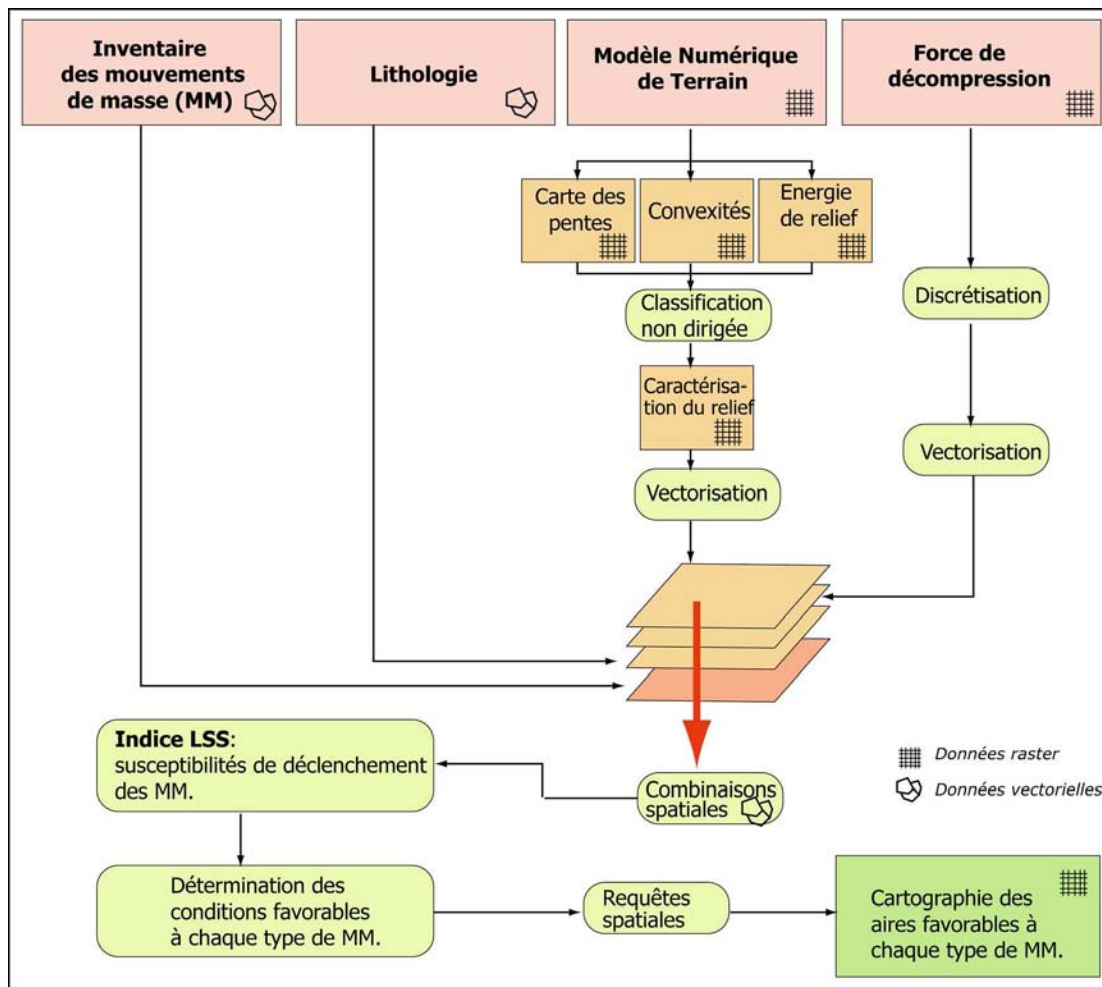 Inventaire
des mouvements
de masse (MM)
Lithologie
Modèle Numérique
de Terrain
Force de
décompression
Carte des
pentes
Convexités
Energie
de relief
Classification
non dirigée
Discrétisation
Caractérisa-
tion du relief
Vectorisation
Vectorisation
Indice LSS:
susceptibilités de déclenchement
des MM.
Combinaisons
spatiales
Données raster
Données vectorielles
Détermination des
conditions favorables
à chaque type de MM.
Requêtes
spatiales
Cartographie des
aires favorables à
chaque type de MM.